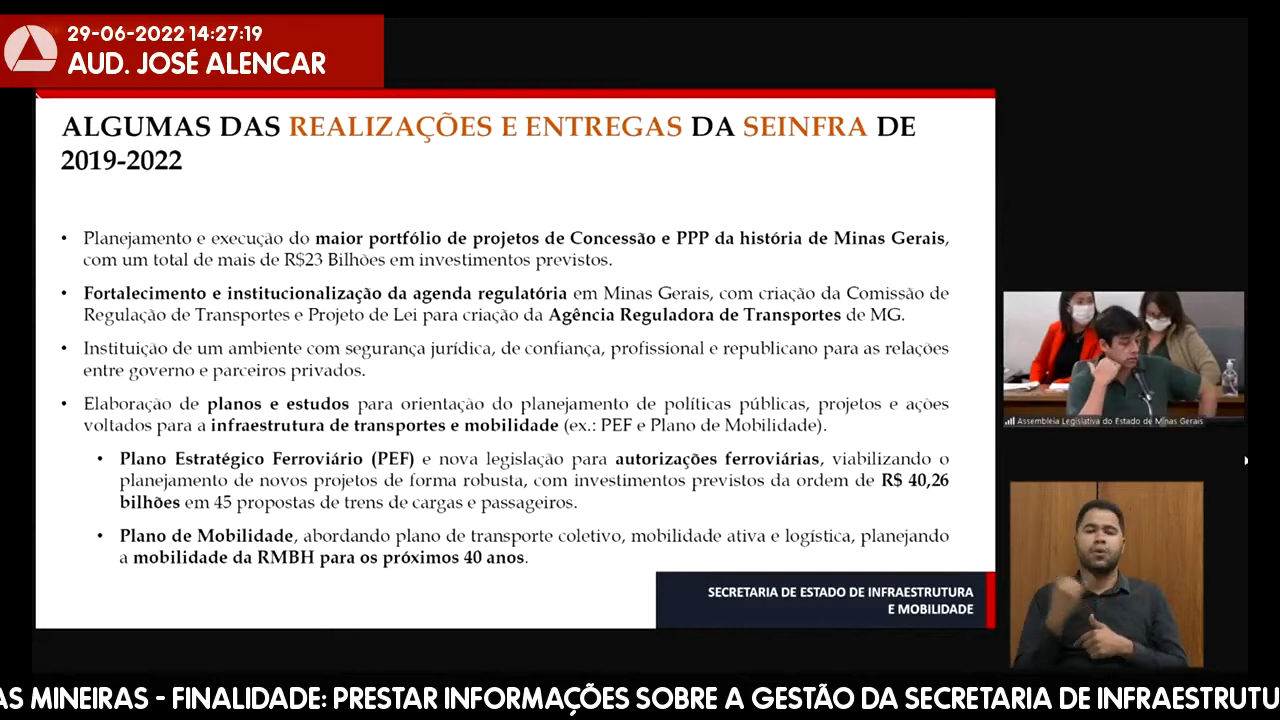 29-06-2022 14:27:19
AUD. JOSÉ ALENCAR
ALGUMAS DAS REALIZAÇÕES E ENTREGAS DA SEINFRA DE
2019-2022
• Planejamento e execução do maior portfólio de projetos de Concessão e PPP da história de Minas Gerais,
com um total de mais de R$23 Bilhões em investimentos previstos.
• Fortalecimento e institucionalização da agenda regulatória em Minas Gerais, com criação da Comissão de
Regulação de Transportes e Projeto de Lei para criação da Agência Reguladora de Transportes de MG.
• Instituição de um ambiente com segurança jurídica, de confiança, profissional e republicano para as relações
entre governo e parceiros privados.
• Elaboração de planos e estudos para orientação do planejamento de políticas públicas, projetos e ações
voltados para a infraestrutura de transportes e mobilidade (ex.: PEF e Plano de Mobilidade).
• Plano Estratégico Ferroviário (PEF) e nova legislação para autorizações ferroviárias, viabilizando o
planejamento de novos projetos de forma robusta, com investimentos previstos da ordem de R$ 40,26
bilhões em 45 propostas de trens de cargas e passageiros.
• Plano de Mobilidade, abordando plano de transporte coletivo, mobilidade ativa e logística, planejando
a mobilidade da RMBH para os próximos 40 anos.
SECRETARIA DE ESTADO DE INFRAESTRUTURA
E MOBILIDADE
Assembleia Legislativa do Estado de Minas Gerais
AS MINEIRAS - FINALIDADE: PRESTAR INFORMAÇÕES SOBRE A GESTÃO DA SECRETARIA DE INFRAESTRUTU